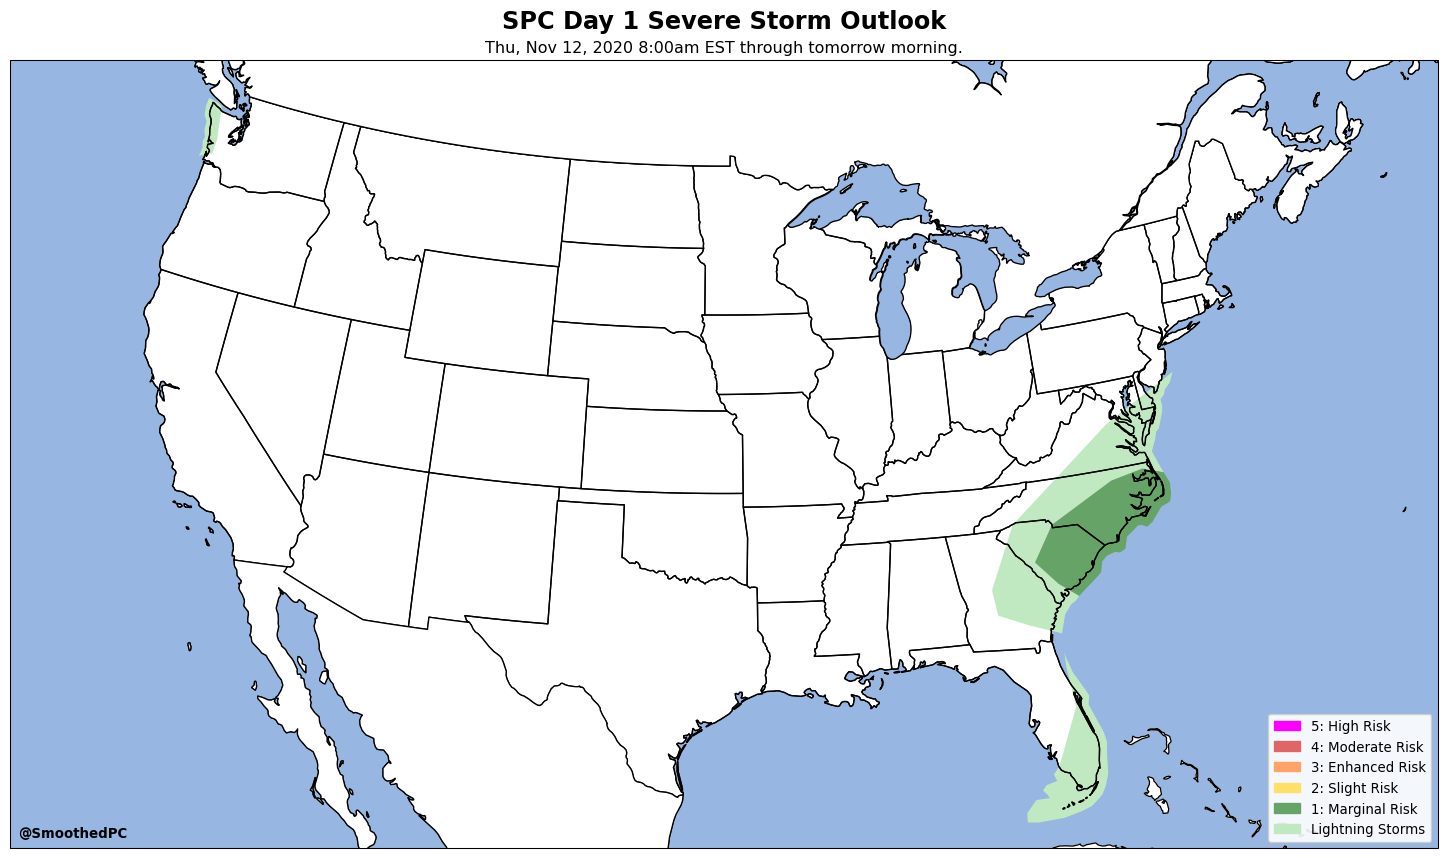 SPC Day 1 Severe Storm Outlook
Thu, Nov 12, 2020 8:00am EST through tomorrow morning.
5: High Risk
4: Moderate Risk
3: Enhanced Risk
2: Slight Risk
1: Marginal Risk
Lightning Storms
@SmoothedPC